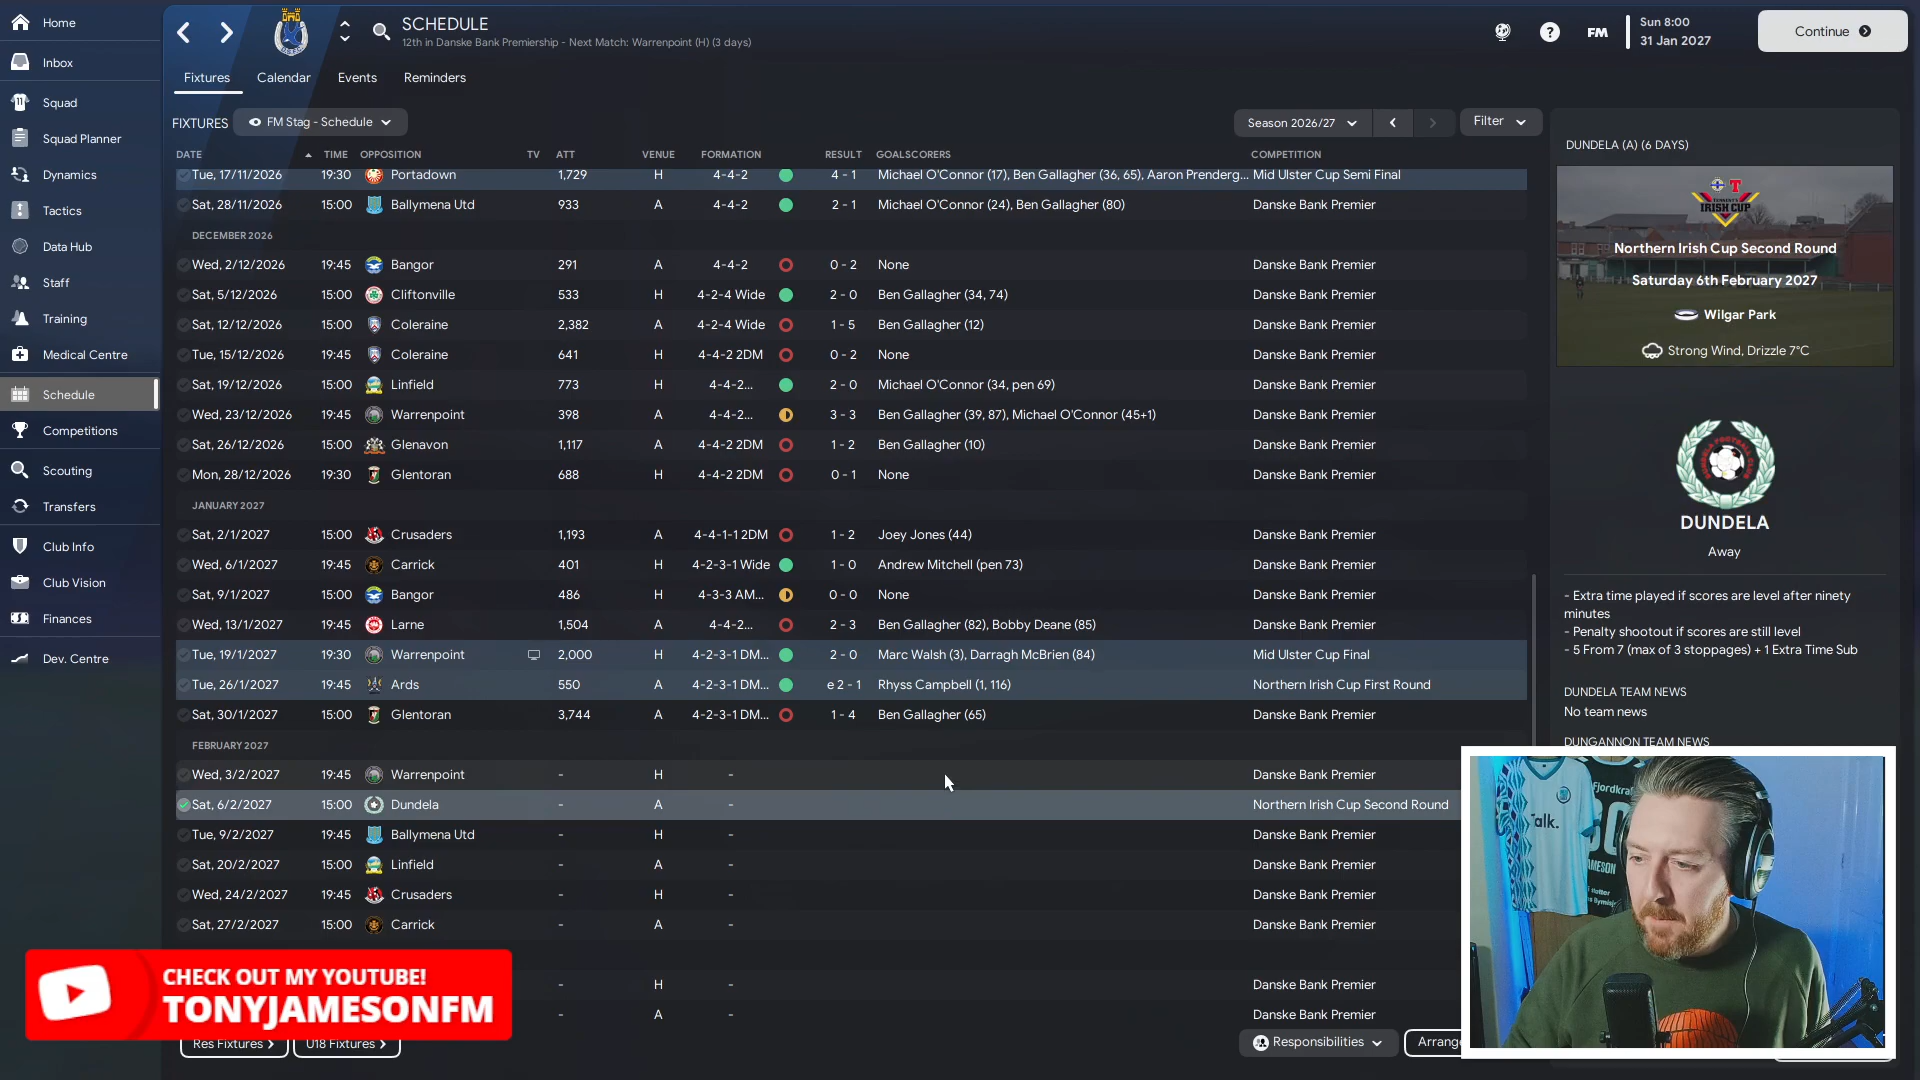 Home
Inbox
Squad
Squad Planner
Dynamics
Tactics
Data Hub
Staff
Training
Medical Centre
Schedule
Competitions
Scouting
Transfers
Club Info
Club Vision
Finances
Dev. Centre
SCHEDULE
12th in Danske Bank Premiership - Next Match: Warrenpoint (H) (3 days)
FM
Sun 8:00
31 Jan 2027
Continue
Fixtures Calendar Events Reminders
FIXTURES FM Stag - Schedule Season 2026/27 Filter
DATE TIME OPPOSITION TV ATT VENUE FORMATION RESULT GOALSCORERS COMPETITION
Tue, 17/11/2026 19:30 Portadown 1,729 H 4-4-2 4 - 1 Michael O'Connor (17), Ben Gallagher (36, 65), Aaron Prenderg... Mid Ulster Cup Semi Final
Sat, 28/11/2026 15:00 Ballymena Utd 933 A 4-4-2 2 - 1 Michael O'Connor (24), Ben Gallagher (80) Danske Bank Premier
DECEMBER 2026
Wed, 2/12/2026 19:45 Bangor 291 A 4-4-2 0 - 2 None Danske Bank Premier
Sat, 5/12/2026 15:00 Cliftonville 533 H 4-2-4 Wide 2 - 0 Ben Gallagher (34, 74) Danske Bank Premier
Sat, 12/12/2026 15:00 Coleraine 2,382 A 4-2-4 Wide 1 - 5 Ben Gallagher (12) Danske Bank Premier
Tue, 15/12/2026 19:45 Coleraine 641 H 4-4-2 2DM 0 - 2 None Danske Bank Premier
Sat, 19/12/2026 15:00 Linfield 773 H 4-4-2... 2 - 0 Michael O'Connor (34, pen 69) Danske Bank Premier
Wed, 23/12/2026 19:45 Warrenpoint 398 A 4-4-2... 3 - 3 Ben Gallagher (39, 87), Michael O'Connor (45+1) Danske Bank Premier
Sat, 26/12/2026 15:00 Glenavon 1,117 A 4-4-2 2DM 1 - 2 Ben Gallagher (10) Danske Bank Premier
Mon, 28/12/2026 19:30 Glentoran 688 H 4-4-2 2DM 0 - 1 None Danske Bank Premier
JANUARY 2027
Sat, 2/1/2027 15:00 Crusaders 1,193 A 4-4-1-1 2DM 1 - 2 Joey Jones (44) Danske Bank Premier
Wed, 6/1/2027 19:45 Carrick 401 H 4-2-3-1 Wide 1 - 0 Andrew Mitchell (pen 73) Danske Bank Premier
Sat, 9/1/2027 15:00 Bangor 486 H 4-3-3 AM... 0 - 0 None Danske Bank Premier
Wed, 13/1/2027 19:45 Larne 1,504 A 4-4-2... 2 - 3 Ben Gallagher (82), Bobby Deane (85) Danske Bank Premier
Tue, 19/1/2027 19:30 Warrenpoint 2,000 H 4-2-3-1 DM... 2 - 0 Marc Walsh (3), Darragh McBrien (84) Mid Ulster Cup Final
Tue, 26/1/2027 19:45 Ards 550 A 4-2-3-1 DM... e 2 - 1 Rhyss Campbell (1, 116) Northern Irish Cup First Round
Sat, 30/1/2027 15:00 Glentoran 3,744 A 4-2-3-1 DM... 1 - 4 Ben Gallagher (65) Danske Bank Premier
FEBRUARY 2027
Wed, 3/2/2027 19:45 Warrenpoint - H - Danske Bank Premier
Sat, 6/2/2027 15:00 Dundela - A - Northern Irish Cup Second Round
Tue, 9/2/2027 19:45 Ballymena Utd - H - Danske Bank Premier
Sat, 20/2/2027 15:00 Linfield - A - Danske Bank Premier
Wed, 24/2/2027 19:45 Crusaders - H - Danske Bank Premier
Sat, 27/2/2027 15:00 Carrick - A - Danske Bank Premier
- H - Danske Bank Premier
- A - Danske Bank Premier
Res Fixtures U18 Fixtures Responsibilities Arrange
CHECK OUT MY YOUTUBE!
TONYJAMESONFM
DUNDELA (A) (6 DAYS)
IRISH CUP
Northern Irish Cup Second Round
Saturday 6th February 2027
Wilgar Park
Strong Wind, Drizzle 7°C
DUNDELA
Away
- Extra time played if scores are level after ninety
minutes
- Penalty shootout if scores are still level
- 5 From 7 (max of 3 stoppages) + 1 Extra Time Sub
DUNDELA TEAM NEWS
No team news
DUNGANNON TEAM NEWS
Talk.
Fjordkraf